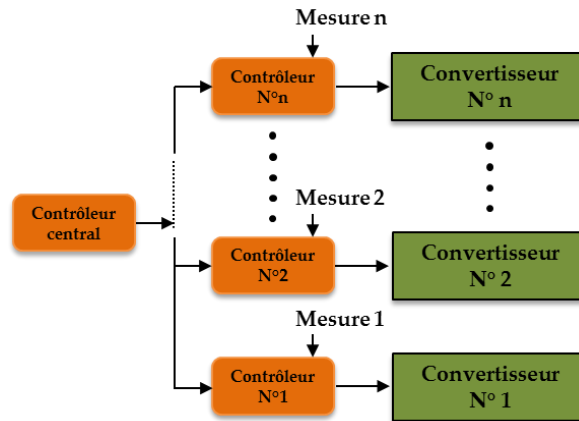 Mesure n
Contrôleur
N°n
Convertisseur
N° n
Contrôleur
central
Mesure 2
Contrôleur
N°2
Convertisseur
N° 2
Mesure 1
Contrôleur
N°1
Convertisseur
N° 1